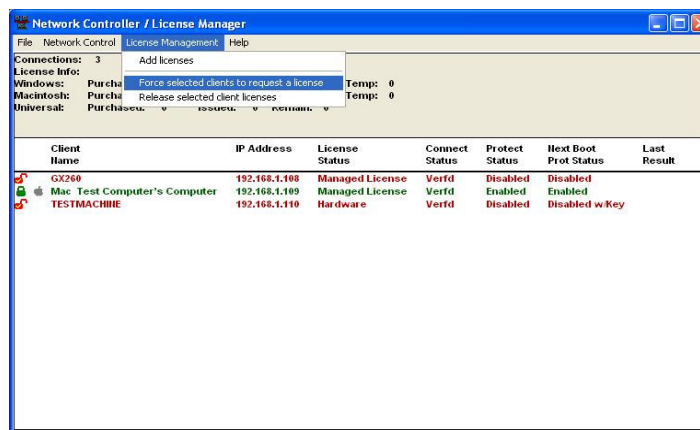 Network Controller / License Manager
File Network Control License Management Help
Connections: 3
License Info:
Windows: Purcha Temp: 0
Macintosh: Purcha Temp: 0
Universal: Purchased: 0 Issued: 0 Remain: 0
Add licenses
Force selected clients to request a license
Release selected client licenses
Client Name IP Address License Status Connect Status Protect Status Next Boot Prot Status Last Result
GX260 192.168.1.108 Managed License Verfd Disabled Disabled
Mac Test Computer's Computer 192.168.1.109 Managed License Verfd Enabled Enabled
TESTMACHINE 192.168.1.110 Hardware Verfd Disabled Disabled w/Key